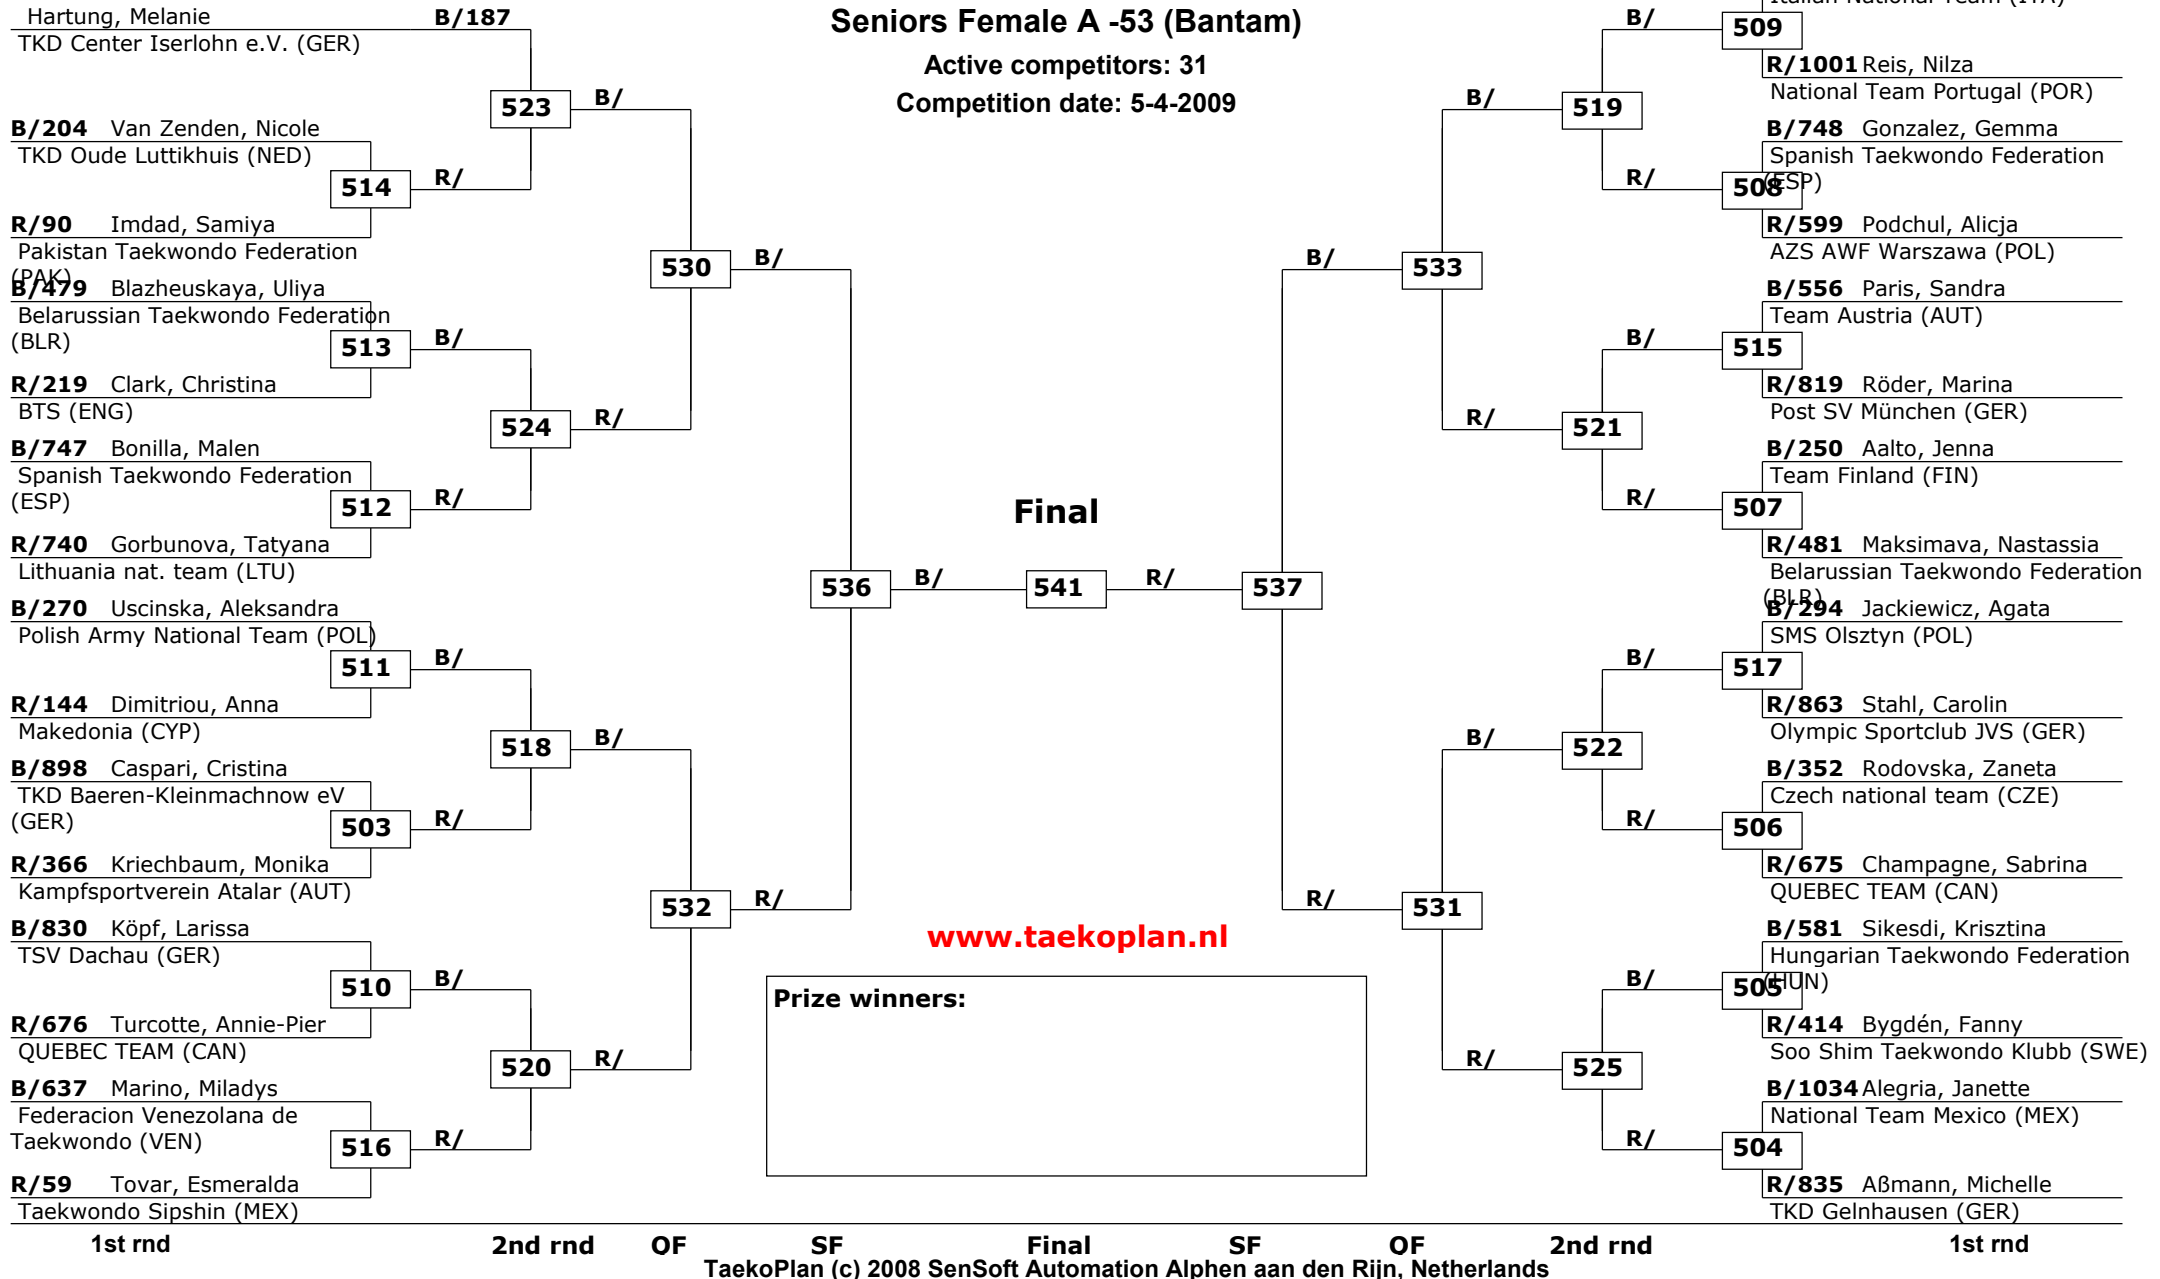 Seniors Female A -53 (Bantam)
Active competitors: 31
Competition date: 5-4-2009
Hartung, Melanie
B/187
TKD Center Iserlohn e.V. (GER)
523
B/
B/204 Van Zenden, Nicole
TKD Oude Luttikhuis (NED)
514
R/
R/90 Imdad, Samiya
Pakistan Taekwondo Federation
(PAK)
530
B/
B/479 Blazheuskaya, Uliya
Belarussian Taekwondo Federation
(BLR)
513
B/
R/219 Clark, Christina
BTS (ENG)
524
R/
B/747 Bonilla, Malen
Spanish Taekwondo Federation
(ESP)
512
R/
R/740 Gorbunova, Tatyana
Lithuania nat. team (LTU)
536
B/
B/270 Uscinska, Aleksandra
Polish Army National Team (POL)
511
B/
R/144 Dimitriou, Anna
Makedonia (CYP)
518
B/
B/898 Caspari, Cristina
TKD Baeren-Kleinmachnow eV
(GER)
503
R/
R/366 Kriechbaum, Monika
Kampfsportverein Atalar (AUT)
532
R/
B/830 Köpf, Larissa
TSV Dachau (GER)
510
B/
R/676 Turcotte, Annie-Pier
QUEBEC TEAM (CAN)
520
R/
B/637 Marino, Miladys
Federacion Venezolana de
Taekwondo (VEN)
516
R/
R/59 Tovar, Esmeralda
Taekwondo Sipshin (MEX)
Final
541
R/
537
www.taekoplan.nl
Prize winners:
Italian National Team (ITA)
B/
509
R/1001 Reis, Nilza
National Team Portugal (POR)
B/
519
B/748 Gonzalez, Gemma
Spanish Taekwondo Federation
(ESP)
R/
508
R/599 Podchul, Alicja
AZS AWF Warszawa (POL)
B/
533
B/556 Paris, Sandra
Team Austria (AUT)
B/
515
R/819 Röder, Marina
Post SV München (GER)
R/
521
B/250 Aalto, Jenna
Team Finland (FIN)
R/
507
R/481 Maksimava, Nastassia
Belarussian Taekwondo Federation
(BLR)
B/294 Jackiewicz, Agata
SMS Olsztyn (POL)
B/
517
R/863 Stahl, Carolin
Olympic Sportclub JVS (GER)
B/
522
B/352 Rodovska, Zaneta
Czech national team (CZE)
R/
506
R/675 Champagne, Sabrina
QUEBEC TEAM (CAN)
R/
531
B/581 Sikesdi, Krisztina
Hungarian Taekwondo Federation
(HUN)
B/
505
R/414 Bygdén, Fanny
Soo Shim Taekwondo Klubb (SWE)
R/
525
B/1034 Alegria, Janette
National Team Mexico (MEX)
R/
504
R/835 Aßmann, Michelle
TKD Gelnhausen (GER)
1st rnd 2nd rnd QF SF Final SF QF 2nd rnd 1st rnd
TaekoPlan (c) 2008 SenSoft Automation Alphen aan den Rijn, Netherlands